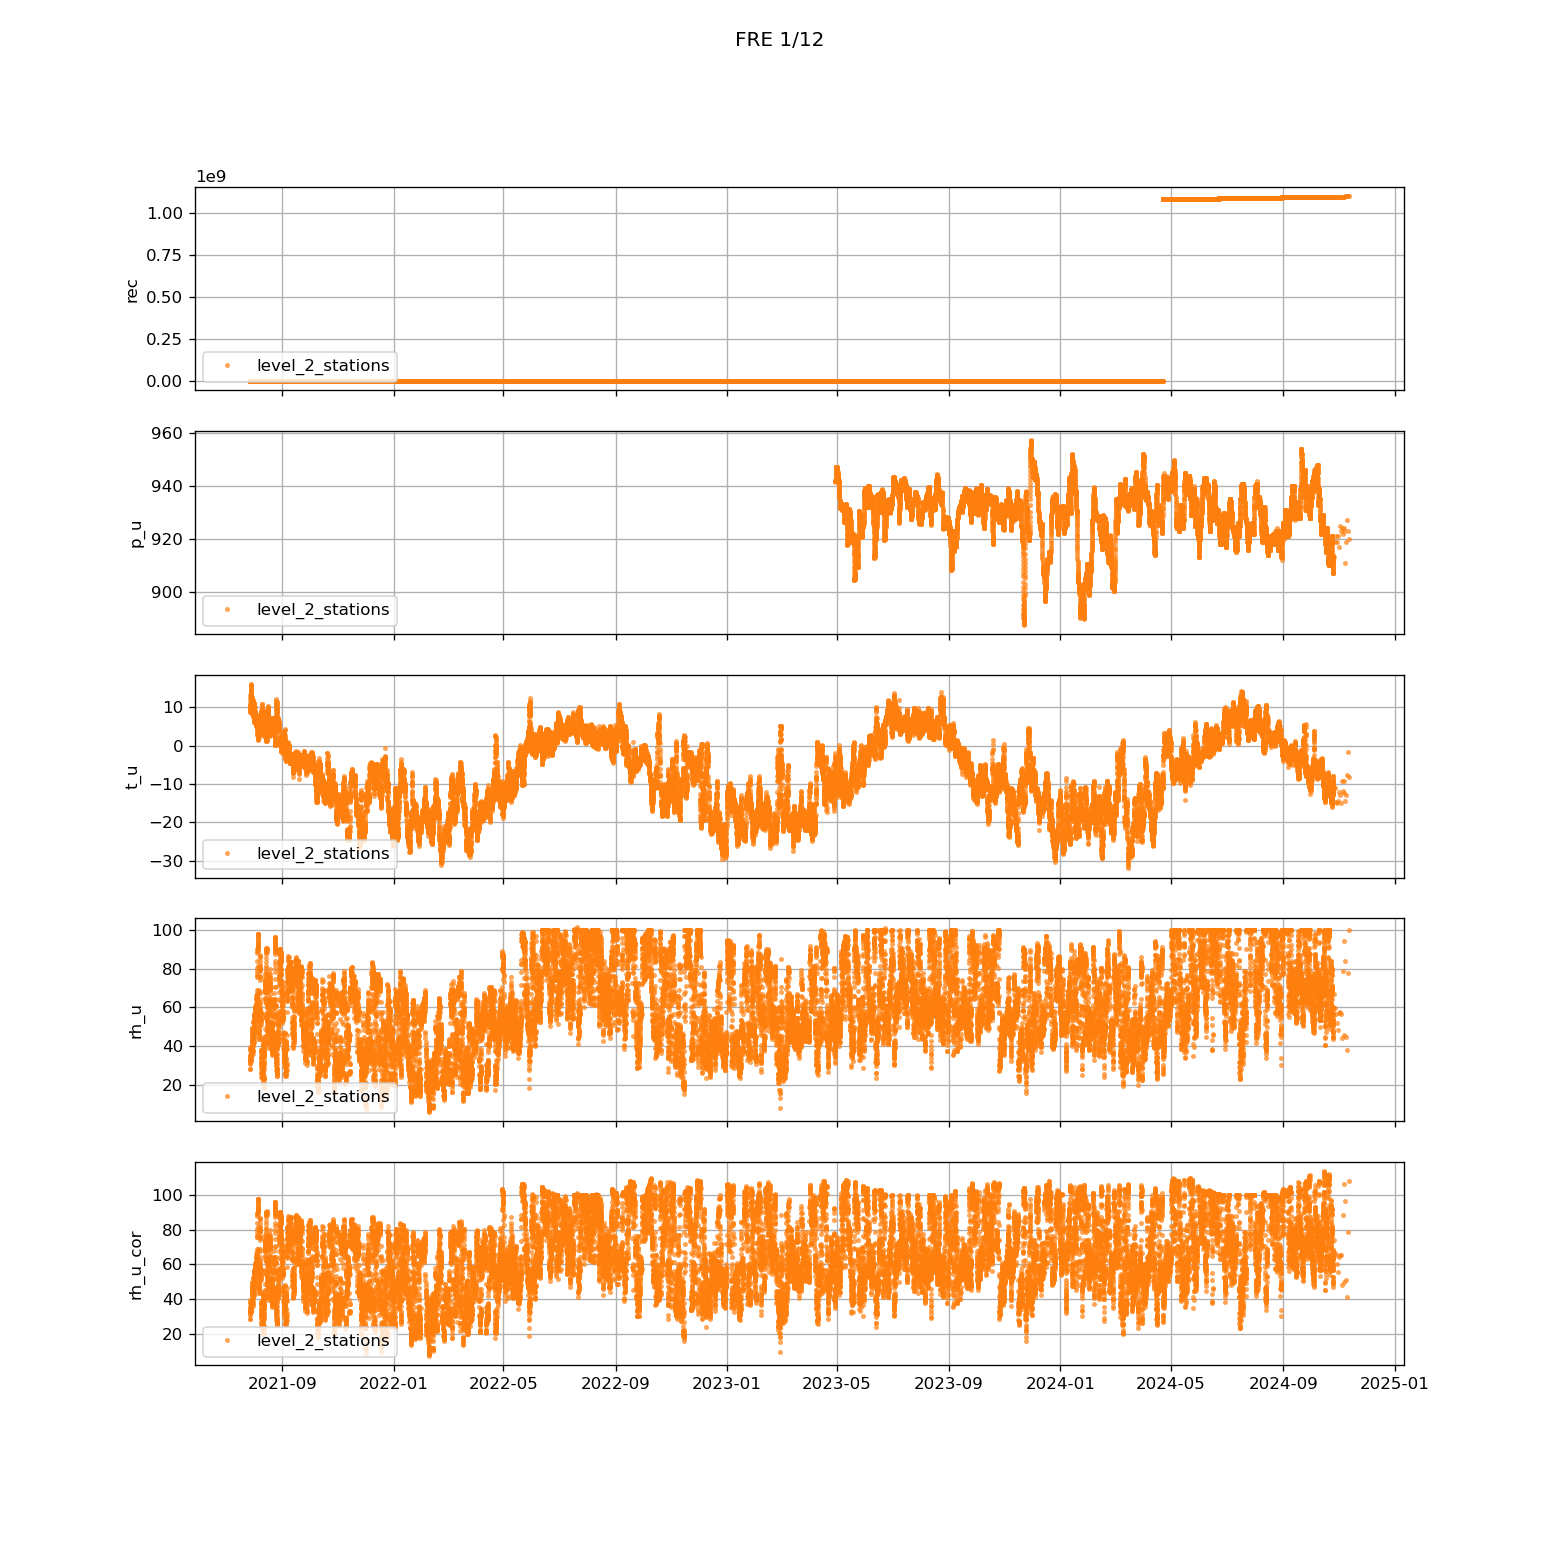 FRE 1/12
1e9
1.00
0.75
0.50
0.25
0.00
rec
level_2_stations
960
940
920
900
p_u
level_2_stations
10
0
−10
−20
−30
t_u
level_2_stations
100
80
60
40
20
rh_u
level_2_stations
100
80
60
40
20
rh_u_cor
level_2_stations
2021-09 2022-01 2022-05 2022-09 2023-01 2023-05 2023-09 2024-01 2024-05 2024-09 2025-01